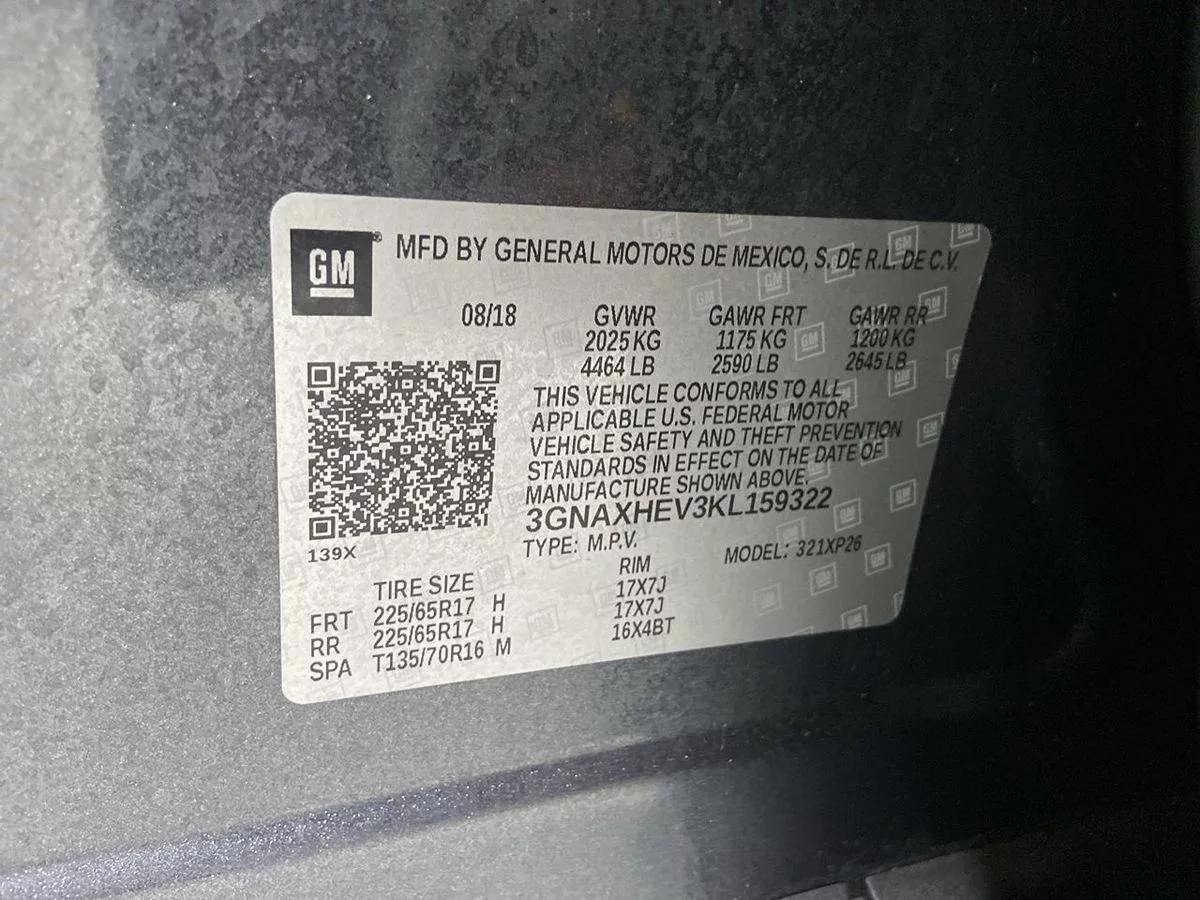 GM
MFD BY GENERAL MOTORS DE MEXICO, S. DE R.L. DE C.V.
08/18 GVWR GAWR FRT GAWR RR
2025 KG 1175 KG 1200 KG
4464 LB 2590 LB 2645 LB
THIS VEHICLE CONFORMS TO ALL
APPLICABLE U.S. FEDERAL MOTOR
VEHICLE SAFETY AND THEFT PREVENTION
STANDARDS IN EFFECT ON THE DATE OF
MANUFACTURE SHOWN ABOVE.
3GNAXHEV3KL159322
139X
TYPE: M.P.V. MODEL: 321XP26
TIRE SIZE RIM
FRT 225/65R17 H 17X7J
RR 225/65R17 H 17X7J
SPA T135/70R16 M 16X4BT